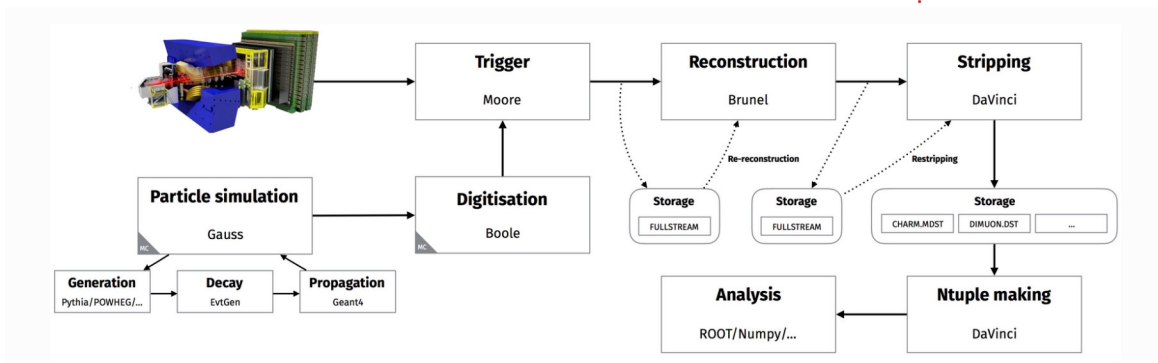 Trigger
Moore
Reconstruction
Brunel
Stripping
DaVinci
Re-reconstruction
Restripping
Particle simulation
Gauss
MC
Digitisation
Boole
MC
Storage
FULLSTREAM
Storage
FULLSTREAM
Storage
CHARM.MDST
DIMUON.DST
...
Generation
Pythia/POWHEG/...
Decay
EvtGen
Propagation
Geant4
Analysis
ROOT/Numpy/...
Ntuple making
DaVinci